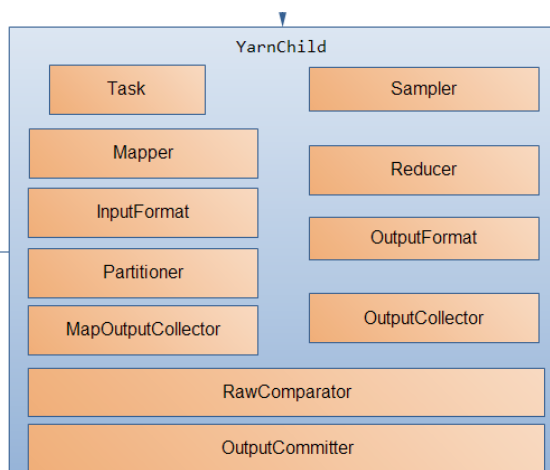 YarnChild
Task
Sampler
Mapper
Reducer
InputFormat
OutputFormat
Partitioner
MapOutputCollector
OutputCollector
RawComparator
OutputCommitter